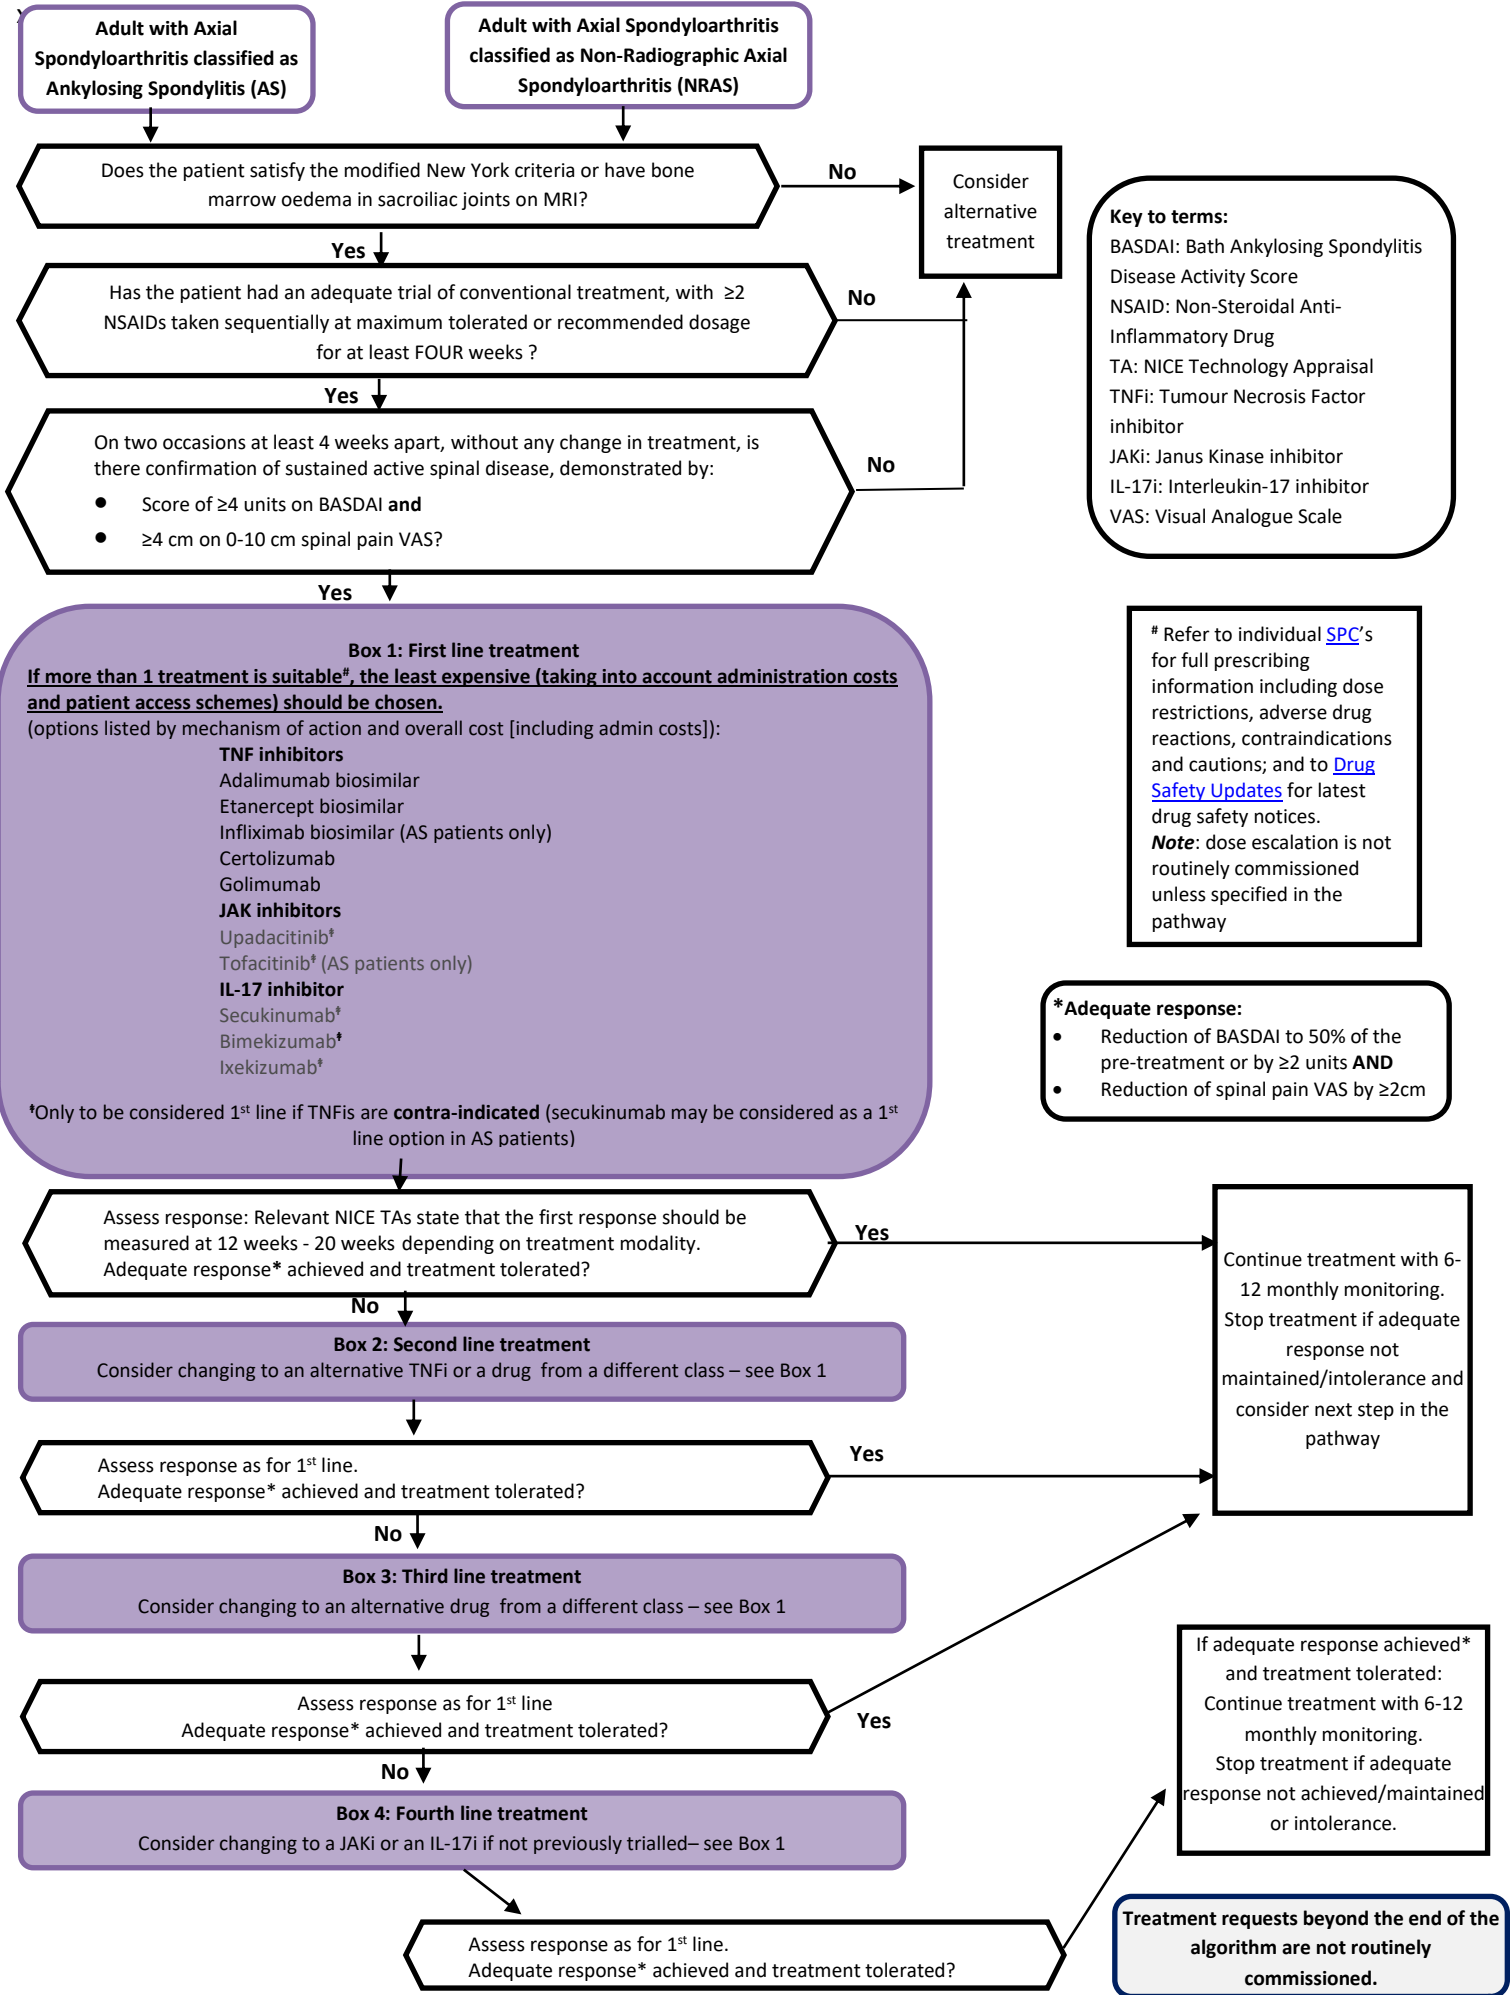 Adult with Axial
Spondyloarthritis classified as
Ankylosing Spondylitis (AS)
Adult with Axial Spondyloarthritis
classified as Non-Radiographic Axial
Spondyloarthritis (NRAS)
Does the patient satisfy the modified New York criteria or have bone
marrow oedema in sacroiliac joints on MRI?
No
Consider
alternative
treatment
Yes
Has the patient had an adequate trial of conventional treatment, with ≥2
NSAIDs taken sequentially at maximum tolerated or recommended dosage
for at least FOUR weeks ?
No
Yes
On two occasions at least 4 weeks apart, without any change in treatment, is
there confirmation of sustained active spinal disease, demonstrated by:
● Score of ≥4 units on BASDAI and
● ≥4 cm on 0-10 cm spinal pain VAS?
No
Yes
Key to terms:
BASDAI: Bath Ankylosing Spondylitis
Disease Activity Score
NSAID: Non-Steroidal Anti-
Inflammatory Drug
TA: NICE Technology Appraisal
TNFi: Tumour Necrosis Factor
inhibitor
JAKi: Janus Kinase inhibitor
IL-17i: Interleukin-17 inhibitor
VAS: Visual Analogue Scale
Box 1: First line treatment
If more than 1 treatment is suitable#, the least expensive (taking into account administration costs
and patient access schemes) should be chosen.
(options listed by mechanism of action and overall cost [including admin costs]):
TNF inhibitors
Adalimumab biosimilar
Etanercept biosimilar
Infliximab biosimilar (AS patients only)
Certolizumab
Golimumab
JAK inhibitors
Upadacitinib‡
Tofacitinib‡ (AS patients only)
IL-17 inhibitor
Secukinumab‡
Bimekizumab‡
Ixekizumab‡
‡Only to be considered 1st line if TNFis are contra-indicated (secukinumab may be considered as a 1st
line option in AS patients)
# Refer to individual SPC's
for full prescribing
information including dose
restrictions, adverse drug
reactions, contraindications
and cautions; and to Drug
Safety Updates for latest
drug safety notices.
Note: dose escalation is not
routinely commissioned
unless specified in the
pathway
*Adequate response:
• Reduction of BASDAI to 50% of the
pre-treatment or by ≥2 units AND
• Reduction of spinal pain VAS by ≥2cm
Assess response: Relevant NICE TAs state that the first response should be
measured at 12 weeks - 20 weeks depending on treatment modality.
Adequate response* achieved and treatment tolerated?
Yes
No
Continue treatment with 6-
12 monthly monitoring.
Stop treatment if adequate
response not
maintained/intolerance and
consider next step in the
pathway
Box 2: Second line treatment
Consider changing to an alternative TNFi or a drug from a different class – see Box 1
Assess response as for 1st line.
Adequate response* achieved and treatment tolerated?
Yes
No
Box 3: Third line treatment
Consider changing to an alternative drug from a different class – see Box 1
Assess response as for 1st line
Adequate response* achieved and treatment tolerated?
Yes
No
Box 4: Fourth line treatment
Consider changing to a JAKi or an IL-17i if not previously trialled– see Box 1
If adequate response achieved*
and treatment tolerated:
Continue treatment with 6-12
monthly monitoring.
Stop treatment if adequate
response not achieved/maintained
or intolerance.
Assess response as for 1st line.
Adequate response* achieved and treatment tolerated?
Treatment requests beyond the end of the
algorithm are not routinely
commissioned.